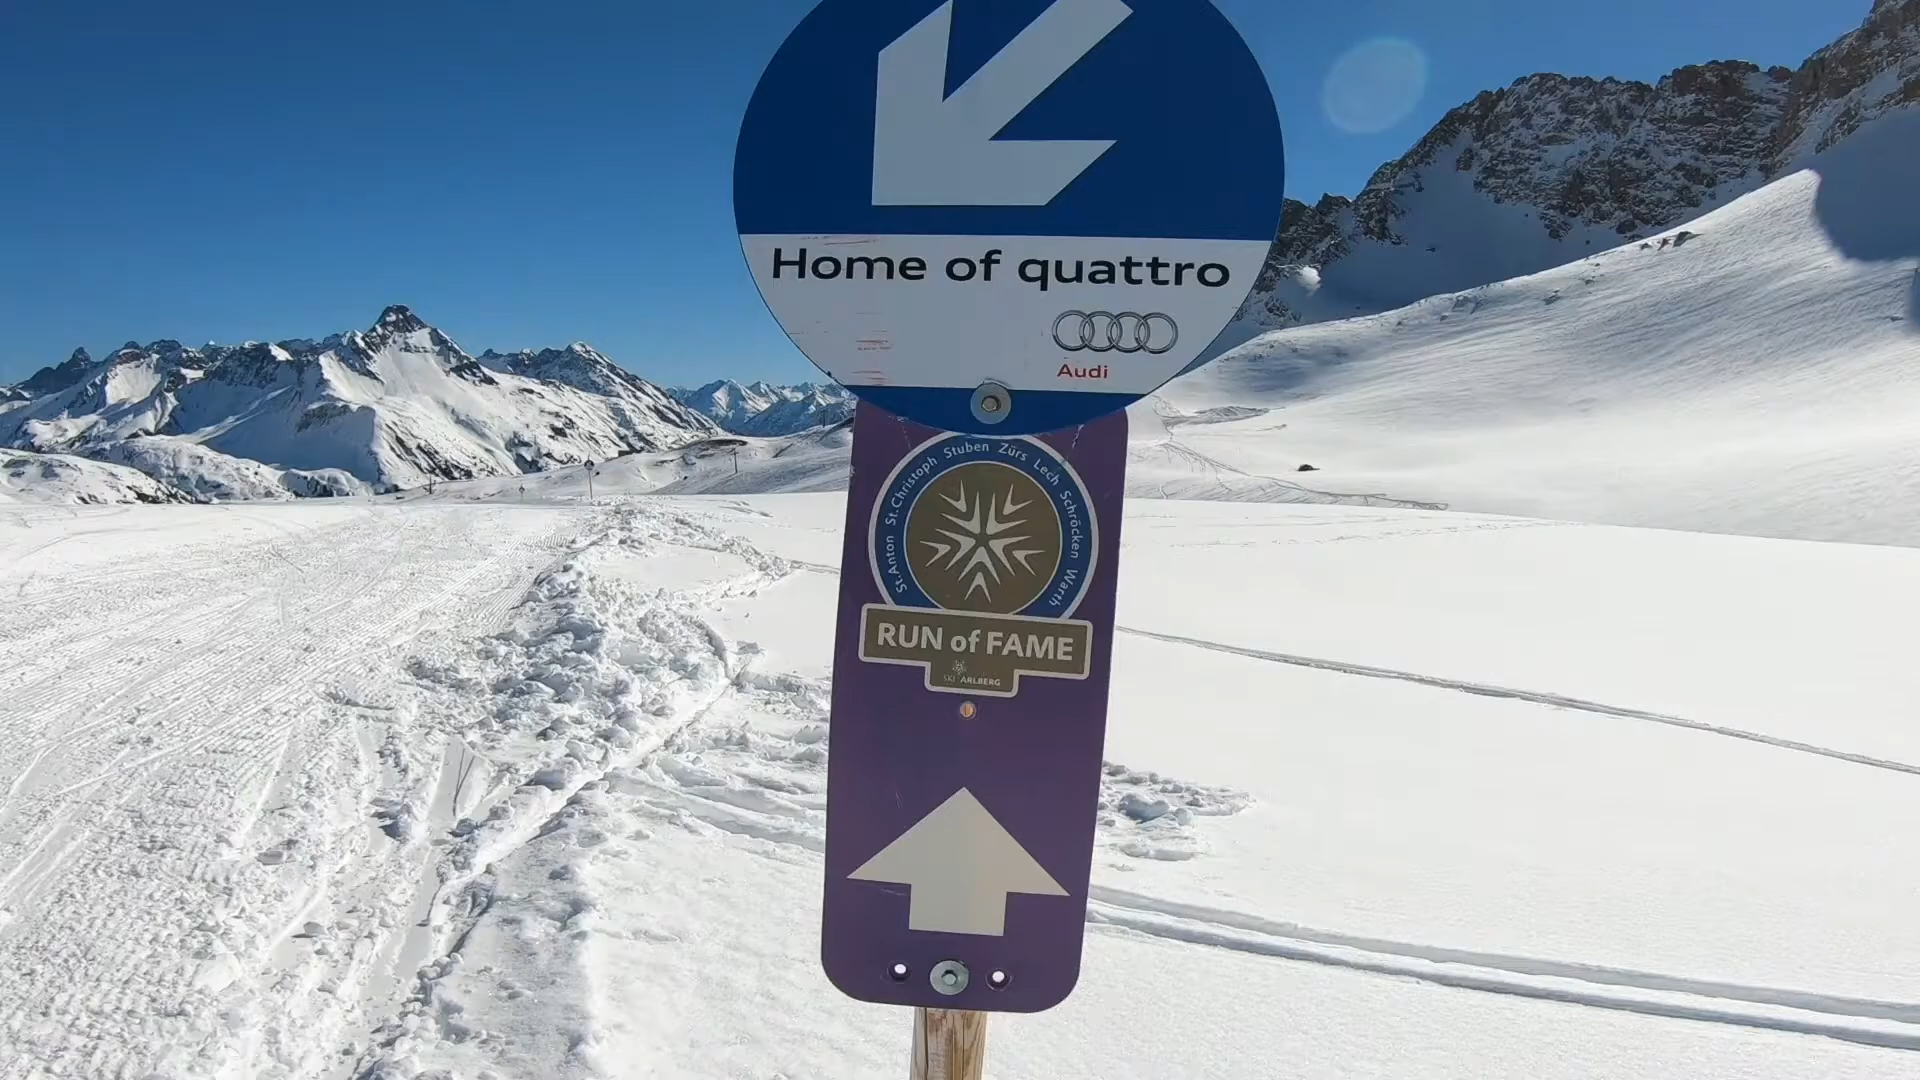 Home of quattro
Audi
St.Anton St.Christoph Stuben Zürs Lech Schröcken Warth
RUN of FAME
SKI ARLBERG